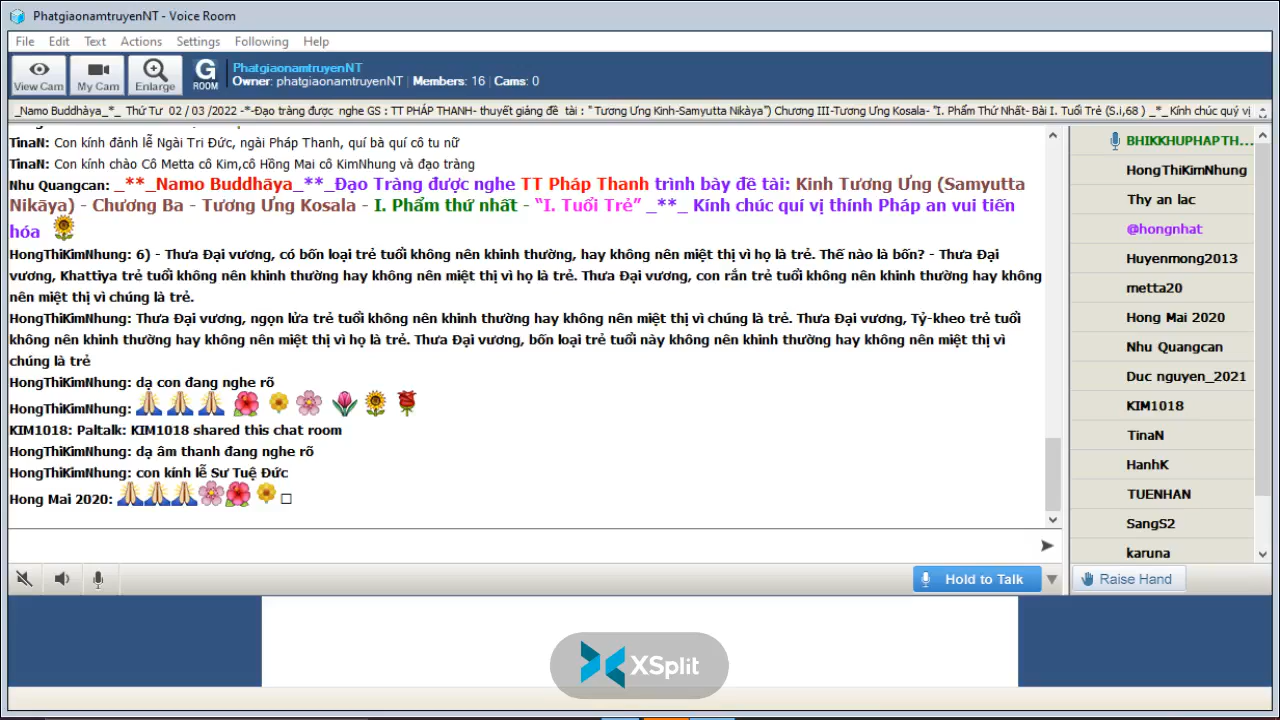 PhatgiaonamtruyenNT - Voice Room
File Edit Text Actions Settings Following Help
View Cam My Cam Enlarge G ROOM
PhatgiaonamtruyenNT
Owner: phatgiaonamtruyenNT | Members: 16 | Cams: 0
_Namo Buddhàya_*_ Thứ Tư 02 / 03 /2022 -*-Đạo tràng được nghe GS : TT PHÁP THANH- thuyết giảng đề tài : " Tương Ưng Kinh-Samyutta Nikàya") Chương III-Tương Ưng Kosala- "I. Phẩm Thứ Nhất- Bài I. Tuổi Trẻ (S.i,68 ) _*_ Kính chúc quý vị
TinaN: Con kính đảnh lễ Ngài Tri Đức, ngài Pháp Thanh, quí bà quí cô tu nữ
TinaN: Con kính chào Cô Metta cô Kim,cô Hồng Mai cô KimNhung và đạo tràng
Nhu Quangcan: _**_Namo Buddhāya_**_Đạo Tràng được nghe TT Pháp Thanh trình bày đề tài: Kinh Tương Ưng (Samyutta
Nikāya) - Chương Ba - Tương Ưng Kosala - I. Phẩm thứ nhất - “I. Tuổi Trẻ” _**_ Kính chúc quí vị thính Pháp an vui tiến
hóa
HongThiKimNhung: 6) - Thưa Đại vương, có bốn loại trẻ tuổi không nên khinh thường, hay không nên miệt thị vì họ là trẻ. Thế nào là bốn? - Thưa Đại
vương, Khattiya trẻ tuổi không nên khinh thường hay không nên miệt thị vì họ là trẻ. Thưa Đại vương, con rắn trẻ tuổi không nên khinh thường hay không
nên miệt thị vì chúng là trẻ.
HongThiKimNhung: Thưa Đại vương, ngọn lửa trẻ tuổi không nên khinh thường hay không nên miệt thị vì chúng là trẻ. Thưa Đại vương, Tỷ-kheo trẻ tuổi
không nên khinh thường hay không nên miệt thị vì họ là trẻ. Thưa Đại vương, bốn loại trẻ tuổi này không nên khinh thường hay không nên miệt thị vì
chúng là trẻ
HongThiKimNhung: dạ con đang nghe rõ
HongThiKimNhung:
KIM1018: Paltalk: KIM1018 shared this chat room
HongThiKimNhung: dạ âm thanh đang nghe rõ
HongThiKimNhung: con kính lễ Sư Tuệ Đức
Hong Mai 2020:
BHIKKHUPHAPTH...
HongThiKimNhung
Thy an lac
@hongnhat
Huyenmong2013
metta20
Hong Mai 2020
Nhu Quangcan
Duc nguyen_2021
KIM1018
TinaN
HanhK
TUENHAN
SangS2
karuna
Hold to Talk
Raise Hand
XSplit